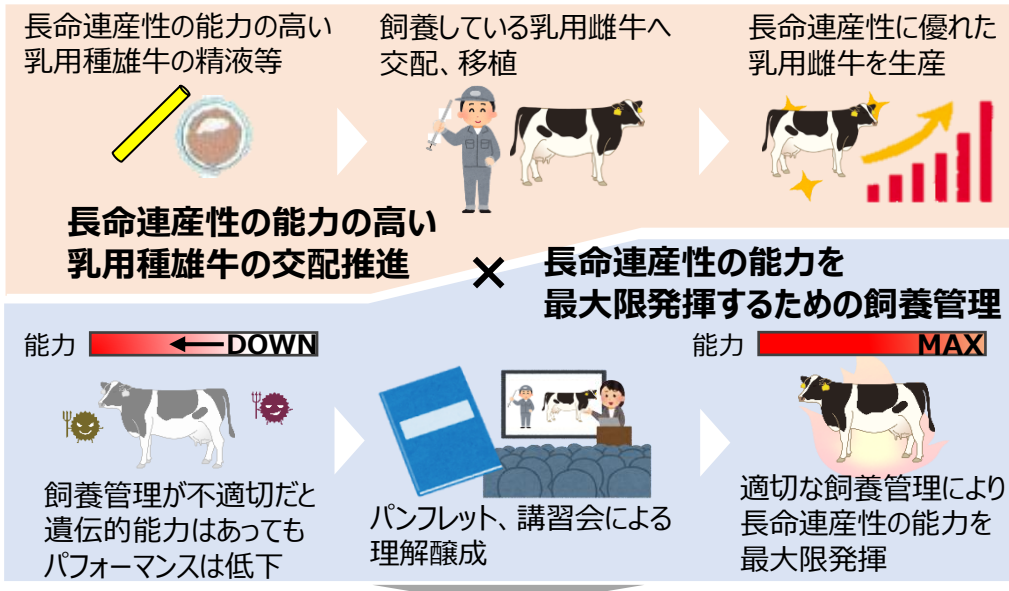 長命連産性の能力の高い
乳用種雄牛の精液等
飼養している乳用雌牛へ
交配、移植
長命連産性に優れた
乳用雌牛を生産
長命連産性の能力の高い
乳用種雄牛の交配推進
×
長命連産性の能力を
最大限発揮するための飼養管理
能力
DOWN
飼養管理が不適切だと
遺伝的能力はあっても
パフォーマンスは低下
パンフレット、講習会による
理解醸成
能力
MAX
適切な飼養管理により
長命連産性の能力を
最大限発揮